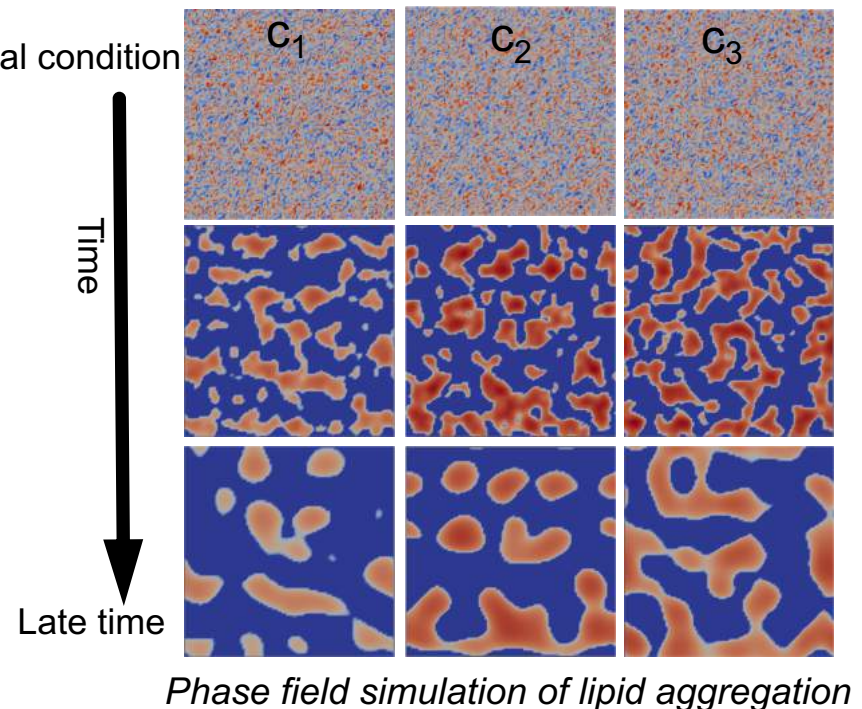 al condition
c₁ c₂ c₃
Time
Late time
Phase field simulation of lipid aggregation